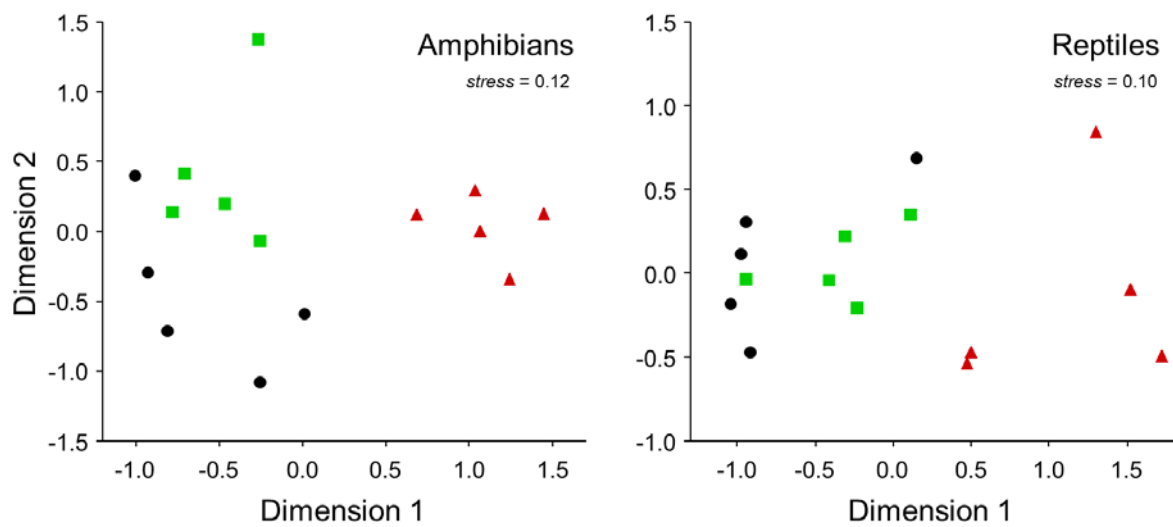 Amphibians
stress = 0.12
Dimension 2
1.5
1.0
0.5
0.0
-0.5
-1.0
-1.5
-1.0 -0.5 0.0 0.5 1.0 1.5
Dimension 1
Reptiles
stress = 0.10
1.5
1.0
0.5
0.0
-0.5
-1.0
-1.0 -0.5 0.0 0.5 1.0 1.5
Dimension 1